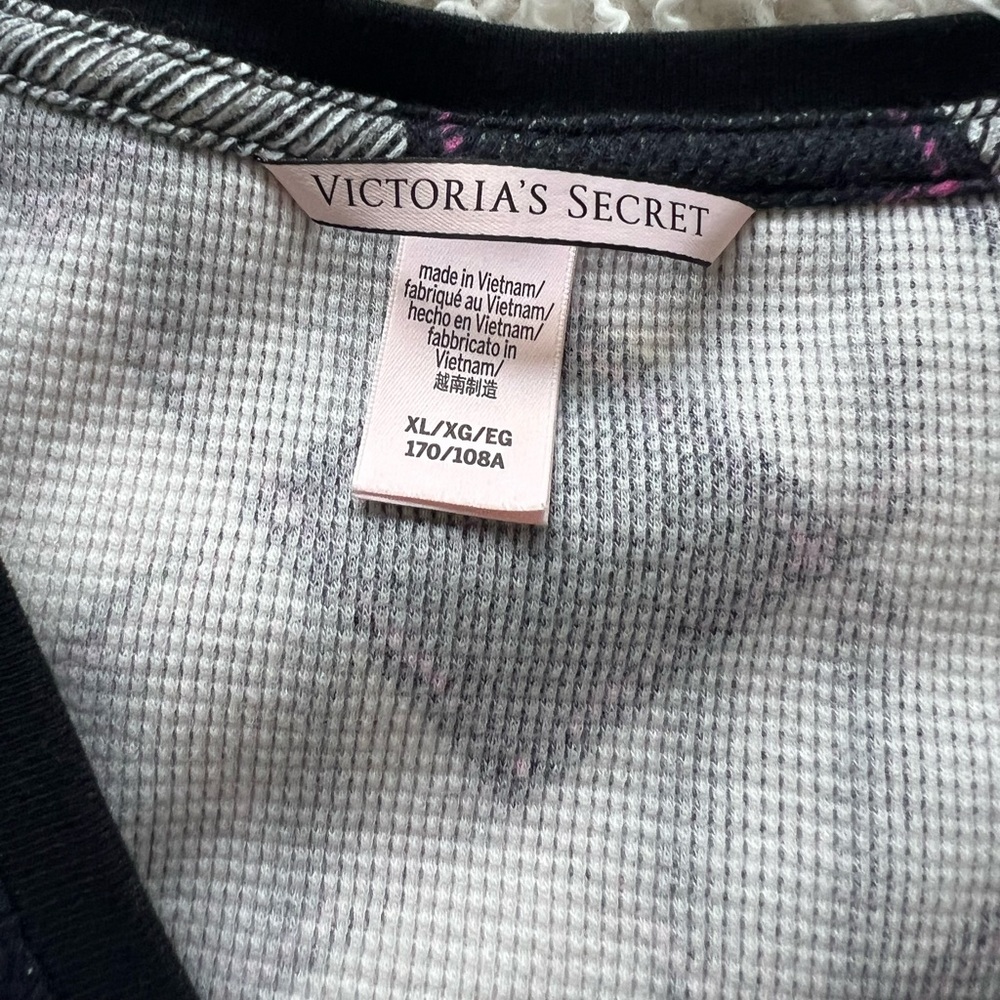 VICTORIA'S SECRET
made in Vietnam/
fabriqué au Vietnam/
hecho en Vietnam/
fabbricato in
Vietnam/
越南制造
XL/XG/EG
170/108A